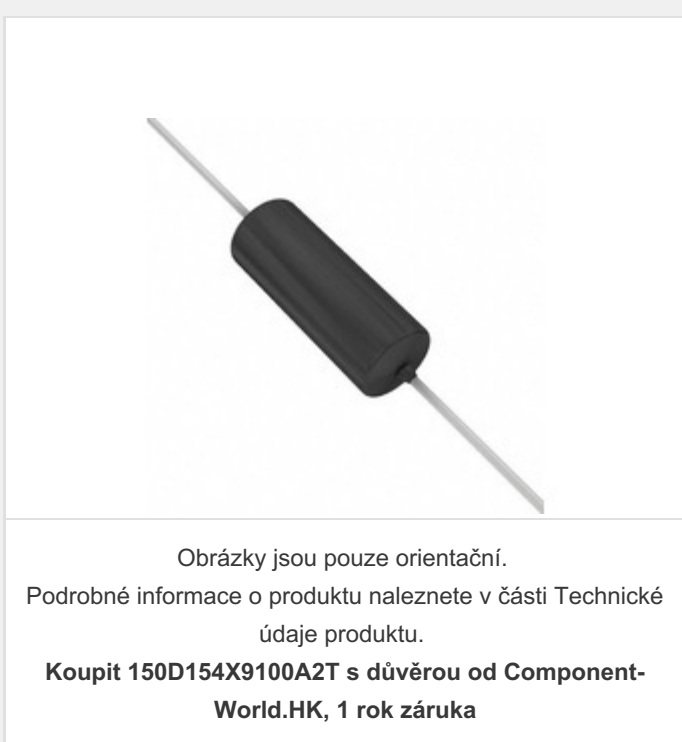 Obrázky jsou pouze orientační.
Podrobné informace o produktu naleznete v části Technické
údaje produktu.
Koupit 150D154X9100A2T s důvěrou od Component-
World.HK, 1 rok záruka